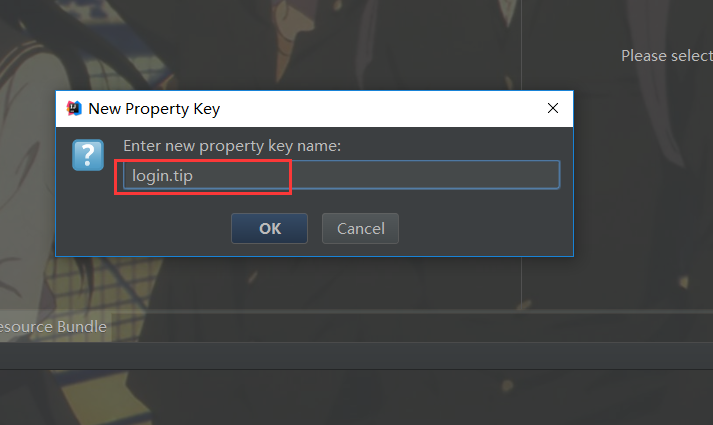 Please select
New Property Key
Enter new property key name:
login.tip
OK
Cancel
esource Bundle